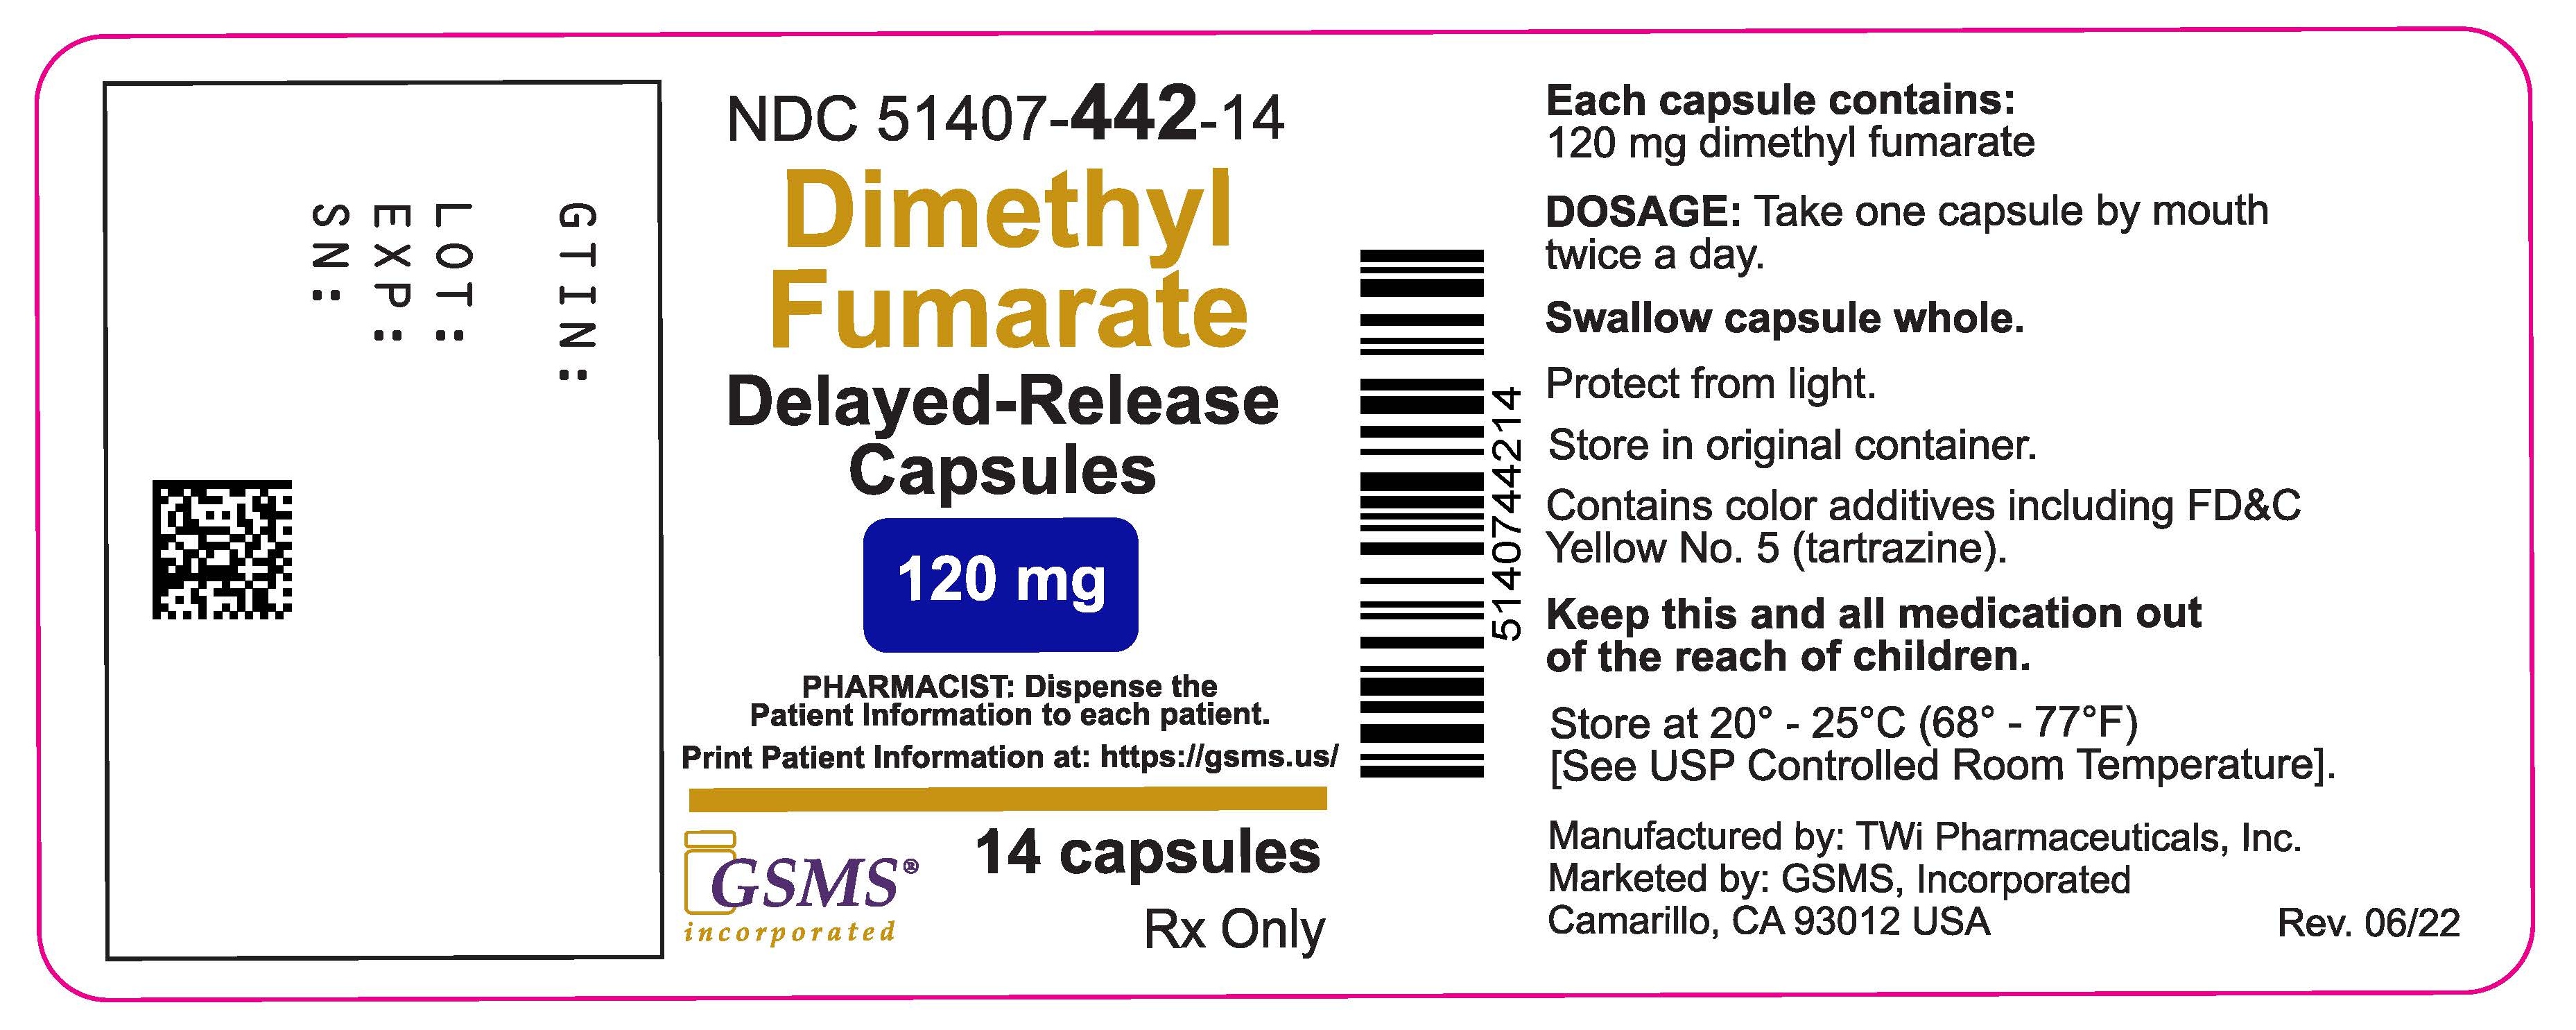 GTIN:
LOT:
EXP:
SN:
NDC 51407-442-14
Dimethyl
Fumarate
Delayed-Release
Capsules
120 mg
PHARMACIST: Dispense the
Patient Information to each patient.
Print Patient Information at: https://gsms.us/
GSMS®
incorporated
14 capsules
Rx Only
5140744214
Each capsule contains:
120 mg dimethyl fumarate
DOSAGE: Take one capsule by mouth
twice a day.
Swallow capsule whole.
Protect from light.
Store in original container.
Contains color additives including FD&C
Yellow No. 5 (tartrazine).
Keep this and all medication out
of the reach of children.
Store at 20° - 25°C (68° - 77°F)
[See USP Controlled Room Temperature].
Manufactured by: TWi Pharmaceuticals, Inc.
Marketed by: GSMS, Incorporated
Camarillo, CA 93012 USA
Rev. 06/22